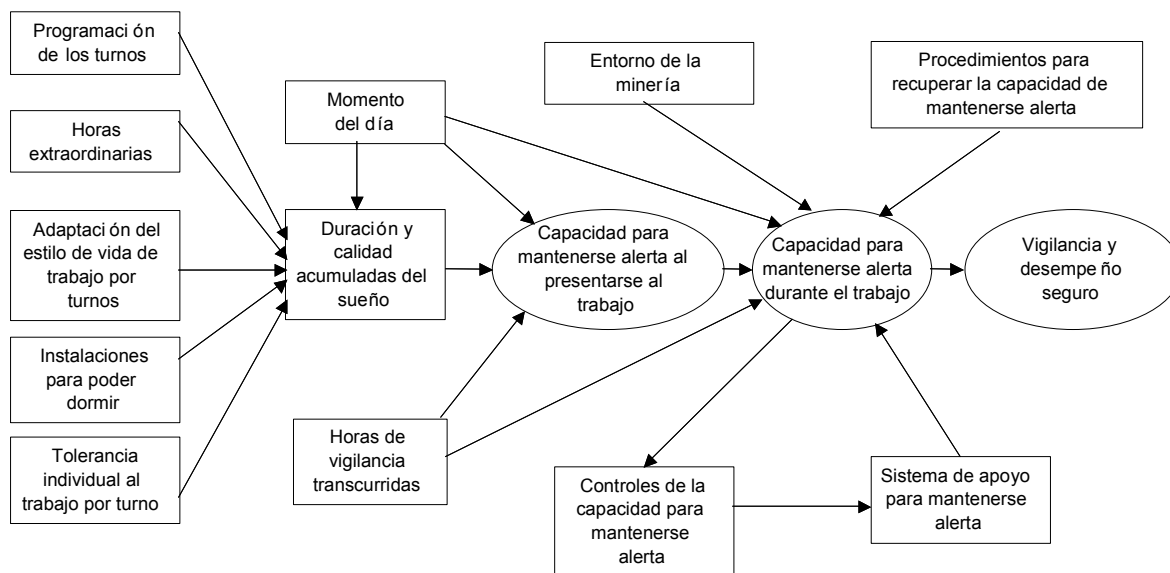 Programación
de los turnos
Horas
extraordinarias
Adaptación del
estilo de vida de
trabajo por
turnos
Instalaciones
para poder
dormir
Tolerancia
individual al
trabajo por turno
Momento
del día
Duración y
calidad
acumuladas del
sueño
Horas de
vigilancia
transcurridas
Capacidad para
mantenerse alerta al
presentarse al
trabajo
Entorno de la
minería
Procedimientos para
recuperar la capacidad de
mantenerse alerta
Capacidad para
mantenerse alerta
durante el trabajo
Vigilancia y
desempeño
seguro
Controles de la
capacidad para
mantenerse
alerta
Sistema de apoyo
para mantenerse
alerta